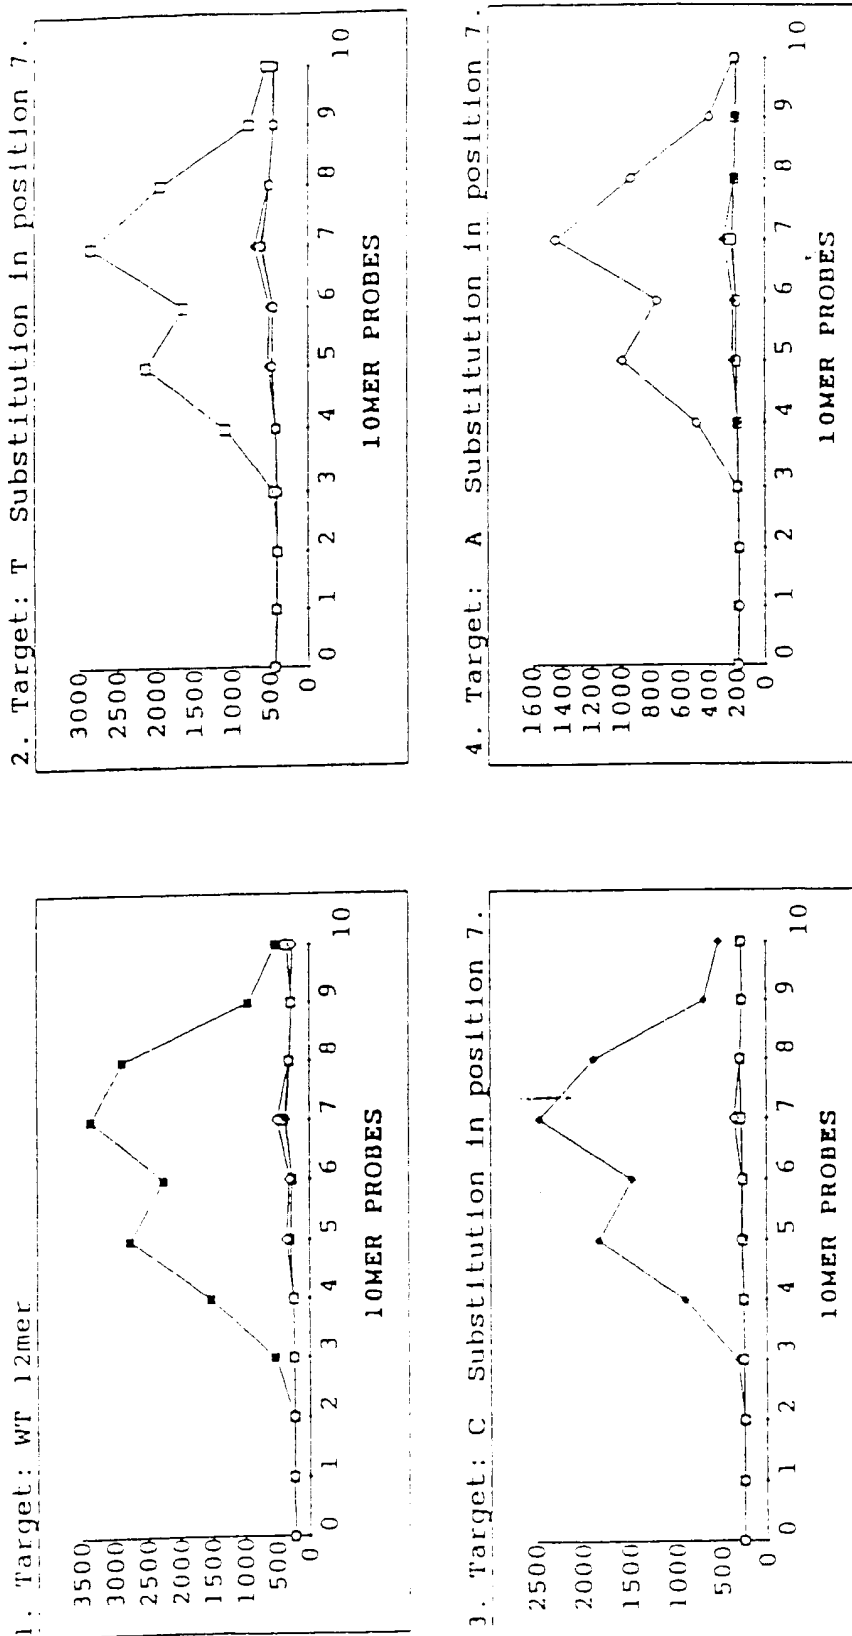 1. Target: WT 12mer
3500
3000
2500
2000
1500
1000
500
0
0 1 2 3 4 5 6 7 8 9 10
10MER PROBES
2. Target: T Substitution in position 7.
3000
2500
2000
1500
1000
500
0
0 1 2 3 4 5 6 7 8 9 10
10MER PROBES
3. Target: C Substitution in position 7.
2500
2000
1500
1000
500
0
0 1 2 3 4 5 6 7 8 9 10
10MER PROBES
4. Target: A Substitution in position 7.
1600
1400
1200
1000
800
600
400
200
0
0 1 2 3 4 5 6 7 8 9 10
10MER PROBES